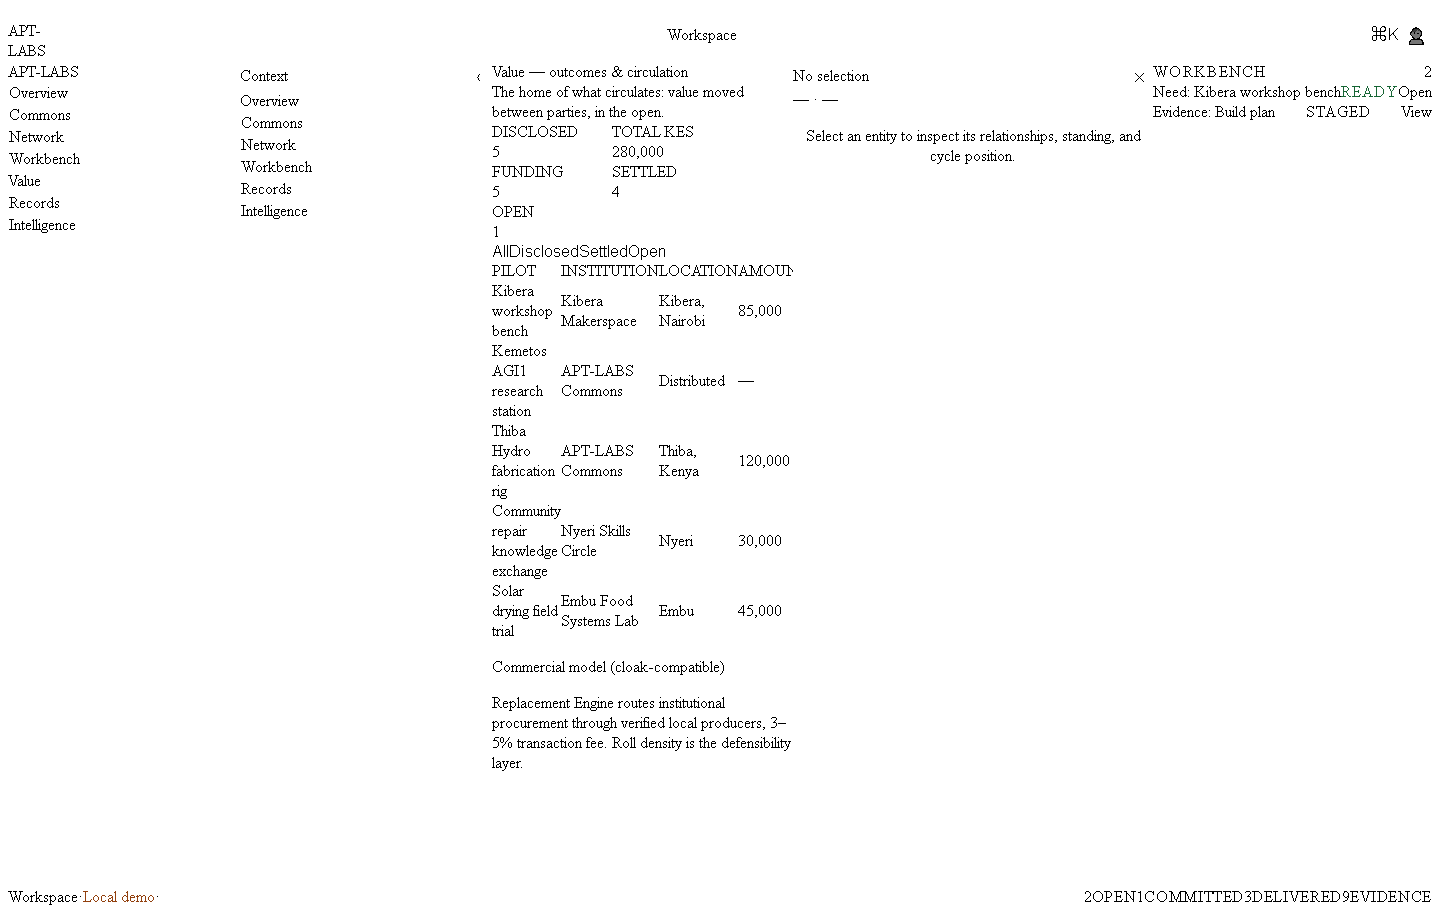 APT-
LABS
Workspace
⌘K
APT-LABS
Overview
Commons
Network
Workbench
Value
Records
Intelligence
Context
‹
Overview
Commons
Network
Workbench
Records
Intelligence
Value — outcomes & circulation
The home of what circulates: value moved
between parties, in the open.
DISCLOSED TOTAL KES
5 280,000
FUNDING SETTLED
5 4
OPEN
1
AllDisclosedSettledOpen
PILOT INSTITUTION LOCATION AMOUN
Kibera
workshop
bench
Kibera
Makerspace
Kibera,
Nairobi
85,000
Kemetos
AGI1
research
station
APT-LABS
Commons
Distributed
—
Thiba
Hydro
fabrication
rig
APT-LABS
Commons
Thiba,
Kenya
120,000
Community
repair
knowledge
exchange
Nyeri Skills
Circle
Nyeri
30,000
Solar
drying field
trial
Embu Food
Systems Lab
Embu
45,000
Commercial model (cloak-compatible)
Replacement Engine routes institutional
procurement through verified local producers, 3–
5% transaction fee. Roll density is the defensibility
layer.
No selection ×
— · —
Select an entity to inspect its relationships, standing, and
cycle position.
WORKBENCH 2
Need: Kibera workshop benchREADYOpen
Evidence: Build plan STAGED View
Workspace·Local demo·
2OPEN1COMMITTED3DELIVERED9EVIDENCE